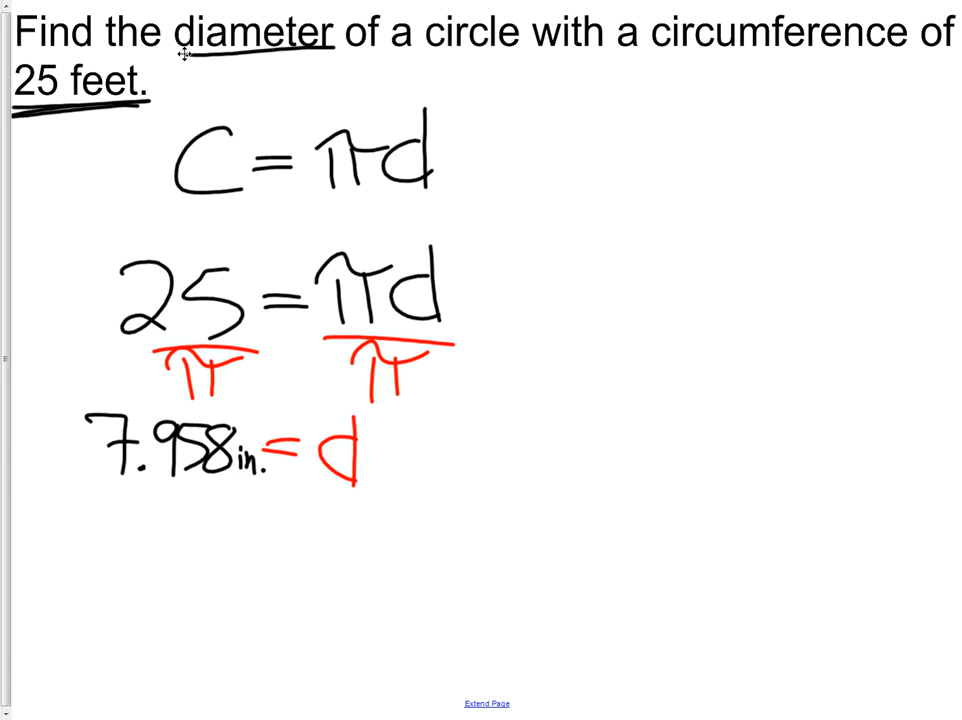 Find the diameter of a circle with a circumference of
25 feet.
C = πd
25 = πd
π π
7.958in. = d
Extend Page